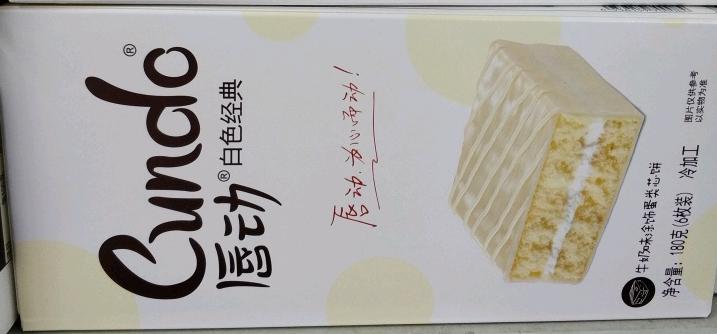 Cundo®
唇动®白色经典
唇动，为心而动！
牛奶味涂饰蛋类芯饼
净含量：180克(6枚装) 冷加工
图片仅供参考
以实物为准